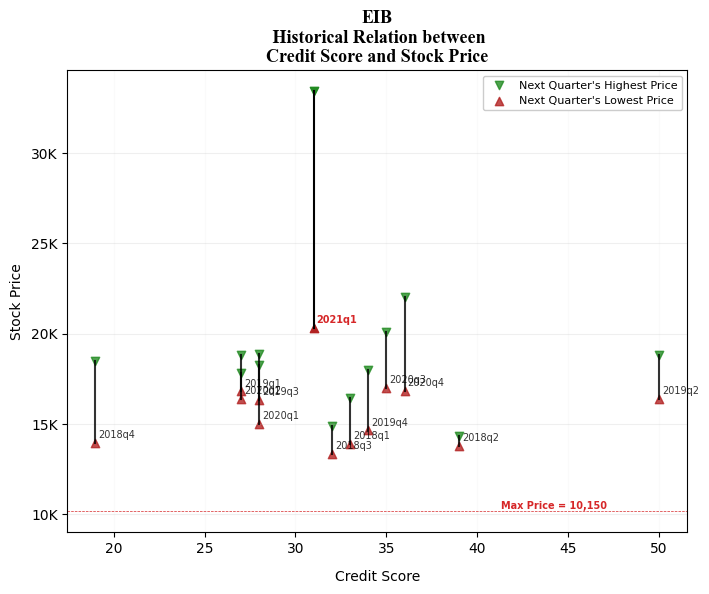 EIB
Historical Relation between
Credit Score and Stock Price
Next Quarter's Highest Price
Next Quarter's Lowest Price
Stock Price
30K
25K
20K
15K
10K
2021q1
2019q1
2019q3
2020q3
2020q4
2019q2
2020q1
2019q4
2018q4
2018q1
2018q2
2018q3
Max Price = 10,150
20
25
30
35
40
45
50
Credit Score